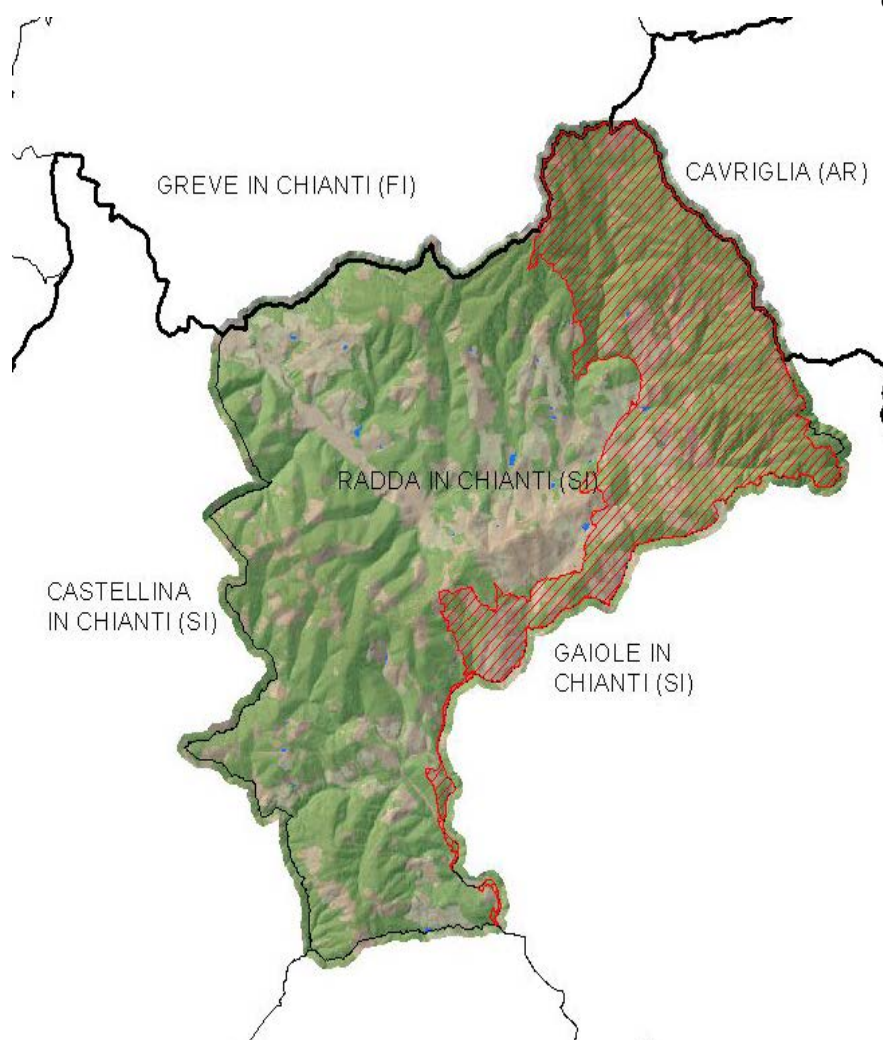 GREVE IN CHIANTI (FI)
CAVRIGLIA (AR)
RADDA IN CHIANTI (SI)
CASTELLINA
IN CHIANTI (SI)
GAIOLE IN
CHIANTI (SI)